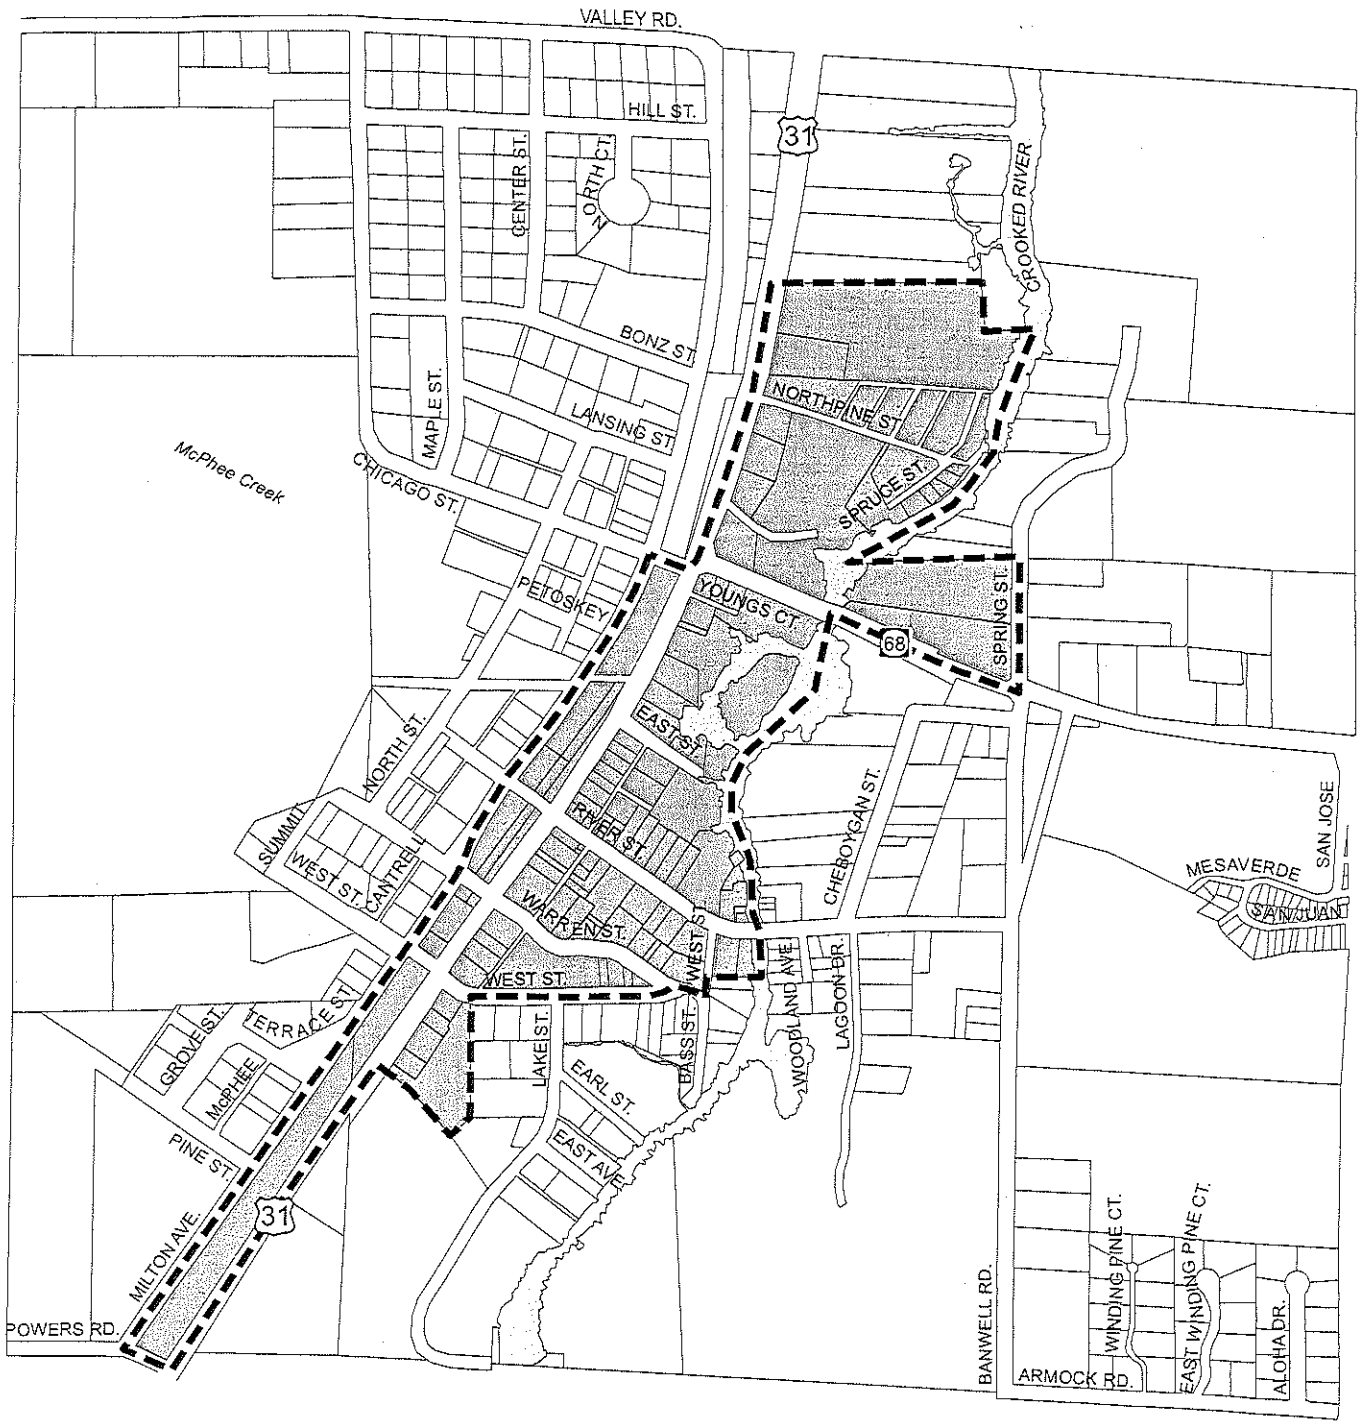 VALLEY RD.
HILL ST.
31
CENTER ST.
NORTH CT.
CROOKED RIVER
BONZ ST.
MAPLE ST.
LANSING ST
NORTHPINE ST.
McPhee Creek
CHICAGO ST.
SPRUCE ST.
PETOSKEY
YOUNGS CT.
SPRING ST.
68
NORTH ST.
EAST ST.
SUMMIT
RIVER ST.
CHEBOYGAN ST.
SAN JOSE
MESAVERDE
WEST ST.
CANTRELL
WARREN ST.
WEST ST
SAN JUAN
WEST ST.
WOODLAND AVE.
LAGOON DR.
TERRACE ST.
GROVE ST.
LAKE ST.
BASS ST.
McPHEE
EARL ST.
PINE ST.
EAST AVE.
31
MILTON AVE.
WINDING PINE CT.
EAST WINDING PINE CT.
POWERS RD.
BANWELL RD.
ALOHA DR.
ARMOCK RD.